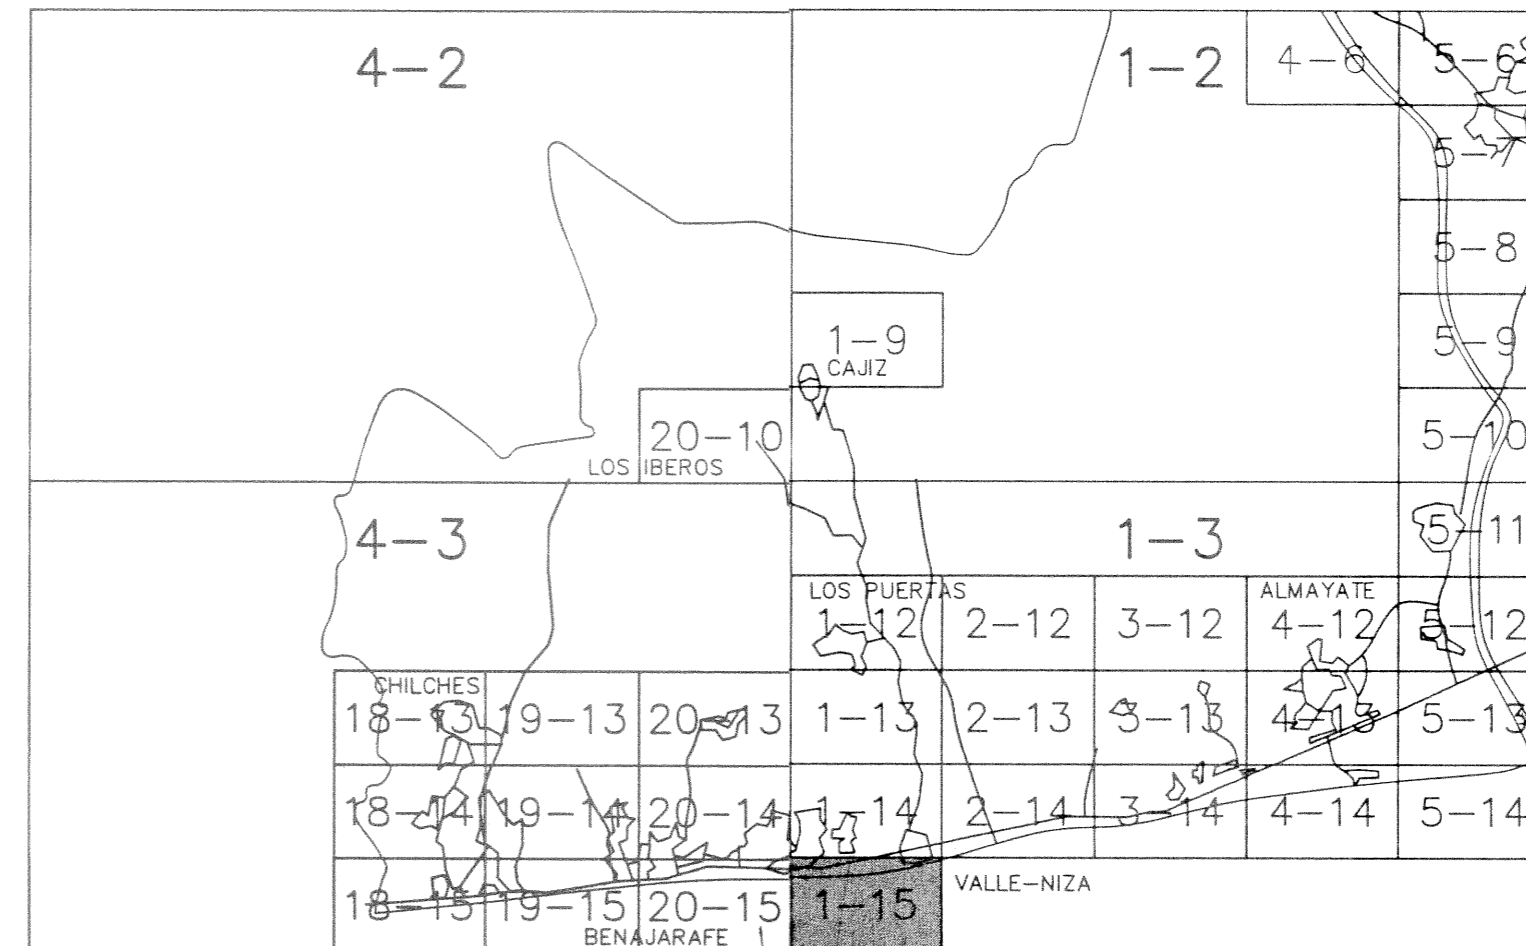 4-2 1-2 4-6 5-6
5-7
5-8
1-9 5-9
CAJIZ
20-10 5-10
LOS IBEROS
4-3 1-3 5-11
LOS PUERTAS ALMAYATE
1-12 2-12 3-12 4-12 5-12
CHILCHES
18-13 19-13 20-13 1-13 2-13 3-13 4-13 5-13
18-14 19-14 20-14 1-14 2-14 3-14 4-14 5-14
VALLE-NIZA
18-15 19-15 20-15 1-15
BENAJARAFE